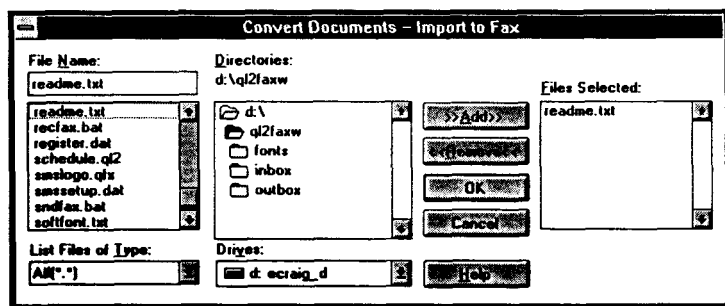 Convert Documents – Import to Fax
File Name:
readme.txt
readme.txt
recfax.bat
register.dat
schedule.ql2
smslogo.qfx
smssetup.dat
sndfax.bat
softfont.txt
List Files of Type:
All(*.*)
Directories:
d:\ql2faxw
d:\
ql2faxw
fonts
inbox
outbox
Drives:
d: ecraig_d
>>Add>>
<<Remove<<
OK
Cancel
Help
Files Selected:
readme.txt